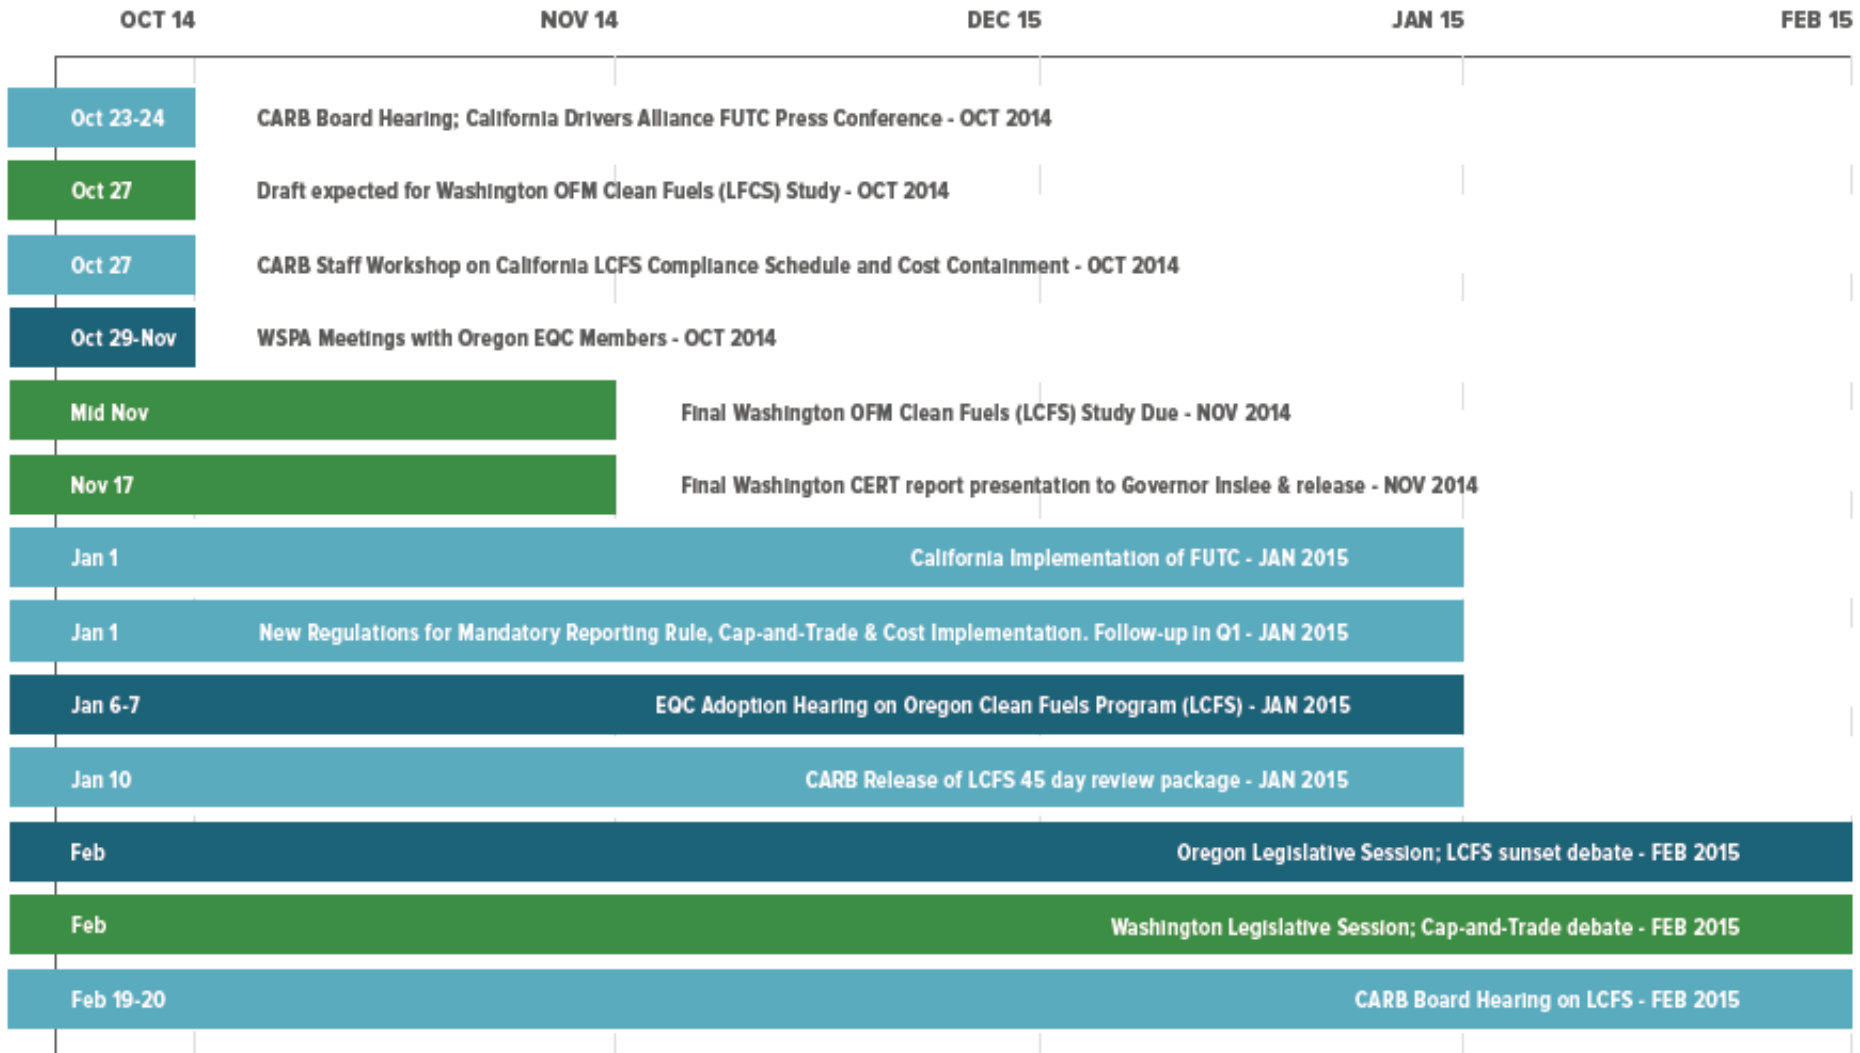 OCT 14 NOV 14 DEC 15 JAN 15 FEB 15
Oct 23-24 CARB Board Hearing; California Drivers Alliance FUTC Press Conference - OCT 2014
Oct 27 Draft expected for Washington OFM Clean Fuels (LFCS) Study - OCT 2014
Oct 27 CARB Staff Workshop on California LCFS Compliance Schedule and Cost Containment - OCT 2014
Oct 29-Nov WSPA Meetings with Oregon EQC Members - OCT 2014
Mid Nov Final Washington OFM Clean Fuels (LCFS) Study Due - NOV 2014
Nov 17 Final Washington CERT report presentation to Governor Inslee & release - NOV 2014
Jan 1 California Implementation of FUTC - JAN 2015
Jan 1 New Regulations for Mandatory Reporting Rule, Cap-and-Trade & Cost Implementation. Follow-up in Q1 - JAN 2015
Jan 6-7 EQC Adoption Hearing on Oregon Clean Fuels Program (LCFS) - JAN 2015
Jan 10 CARB Release of LCFS 45 day review package - JAN 2015
Feb Oregon Legislative Session; LCFS sunset debate - FEB 2015
Feb Washington Legislative Session; Cap-and-Trade debate - FEB 2015
Feb 19-20 CARB Board Hearing on LCFS - FEB 2015